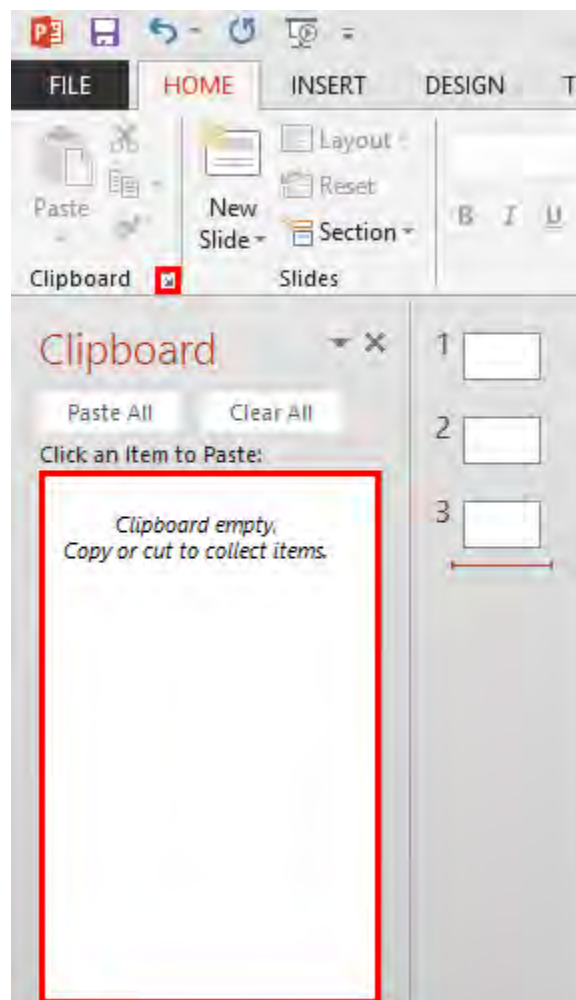 FILE HOME INSERT DESIGN T
Paste
New
Slide
Layout
Reset
Section
B I U
Clipboard Slides
Clipboard
Paste All Clear All
Click an Item to Paste:
Clipboard empty.
Copy or cut to collect items.
1
2
3